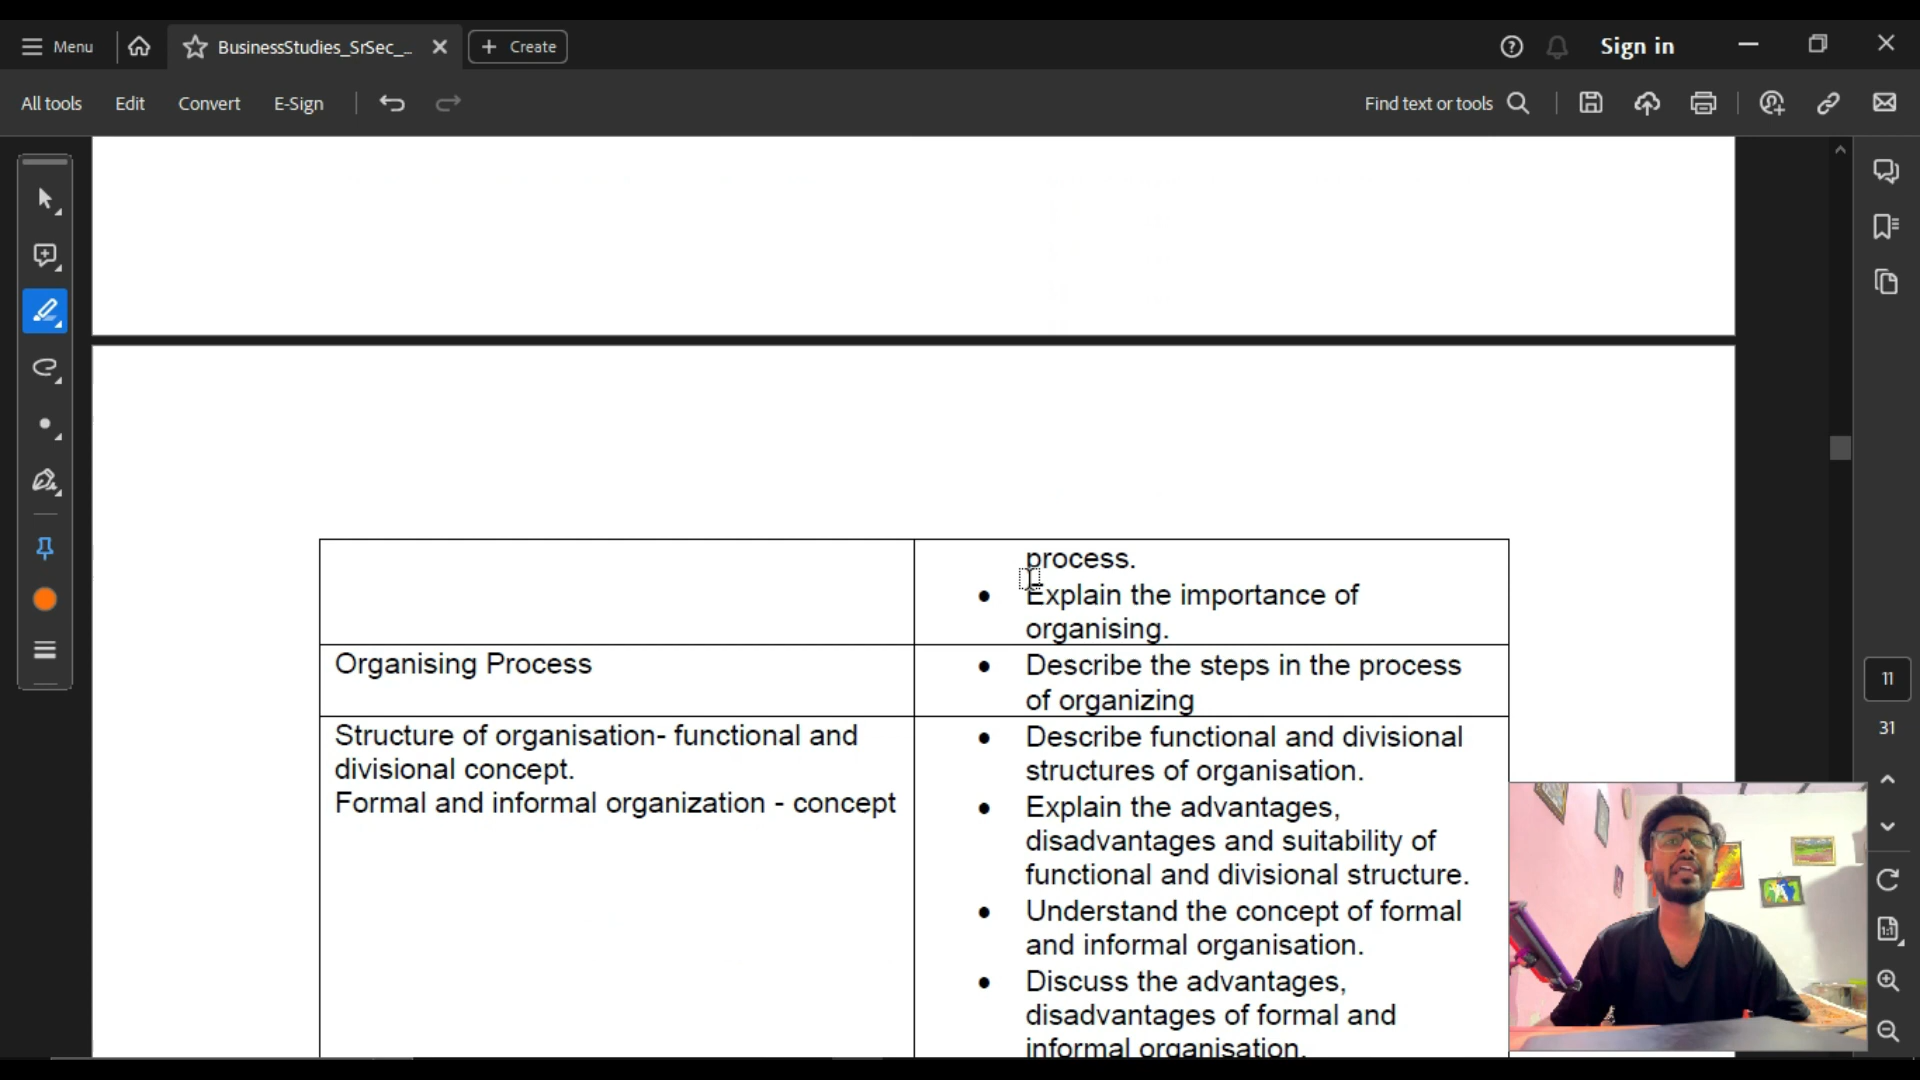 Menu
BusinessStudies_SrSec_...
Create
Sign in
All tools
Edit
Convert
E-Sign
Find text or tools
process.
• Explain the importance of
organising.
Organising Process
• Describe the steps in the process
of organizing
Structure of organisation- functional and
divisional concept.
Formal and informal organization - concept
• Describe functional and divisional
structures of organisation.
• Explain the advantages,
disadvantages and suitability of
functional and divisional structure.
• Understand the concept of formal
and informal organisation.
• Discuss the advantages,
disadvantages of formal and
informal organisation.
11
31
1:1